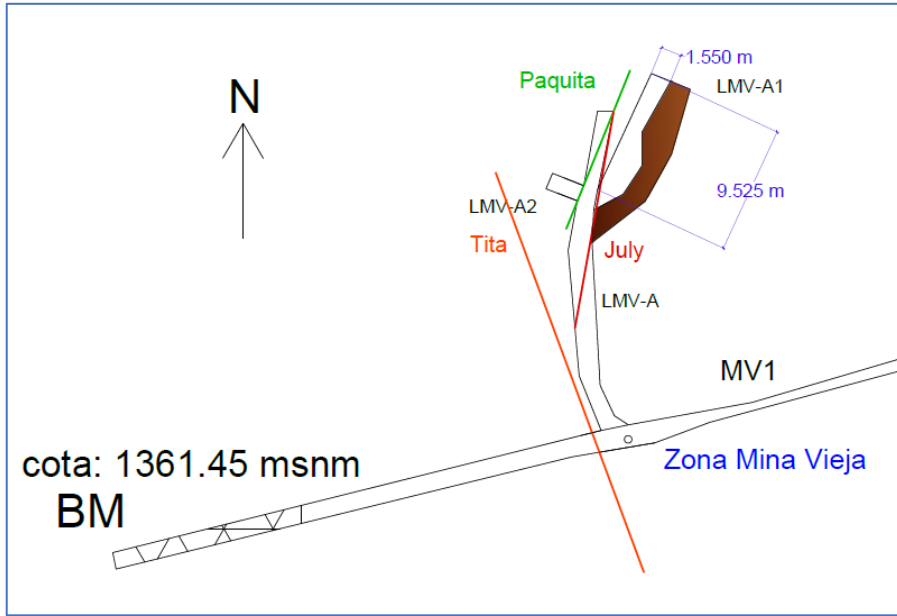 1.550 m
Paquita
LMV-A1
N
9.525 m
LMV-A2
Tita
July
LMV-A
MV1
cota: 1361.45 msnm
Zona Mina Vieja
BM